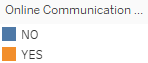 Online Communication ...
NO
YES